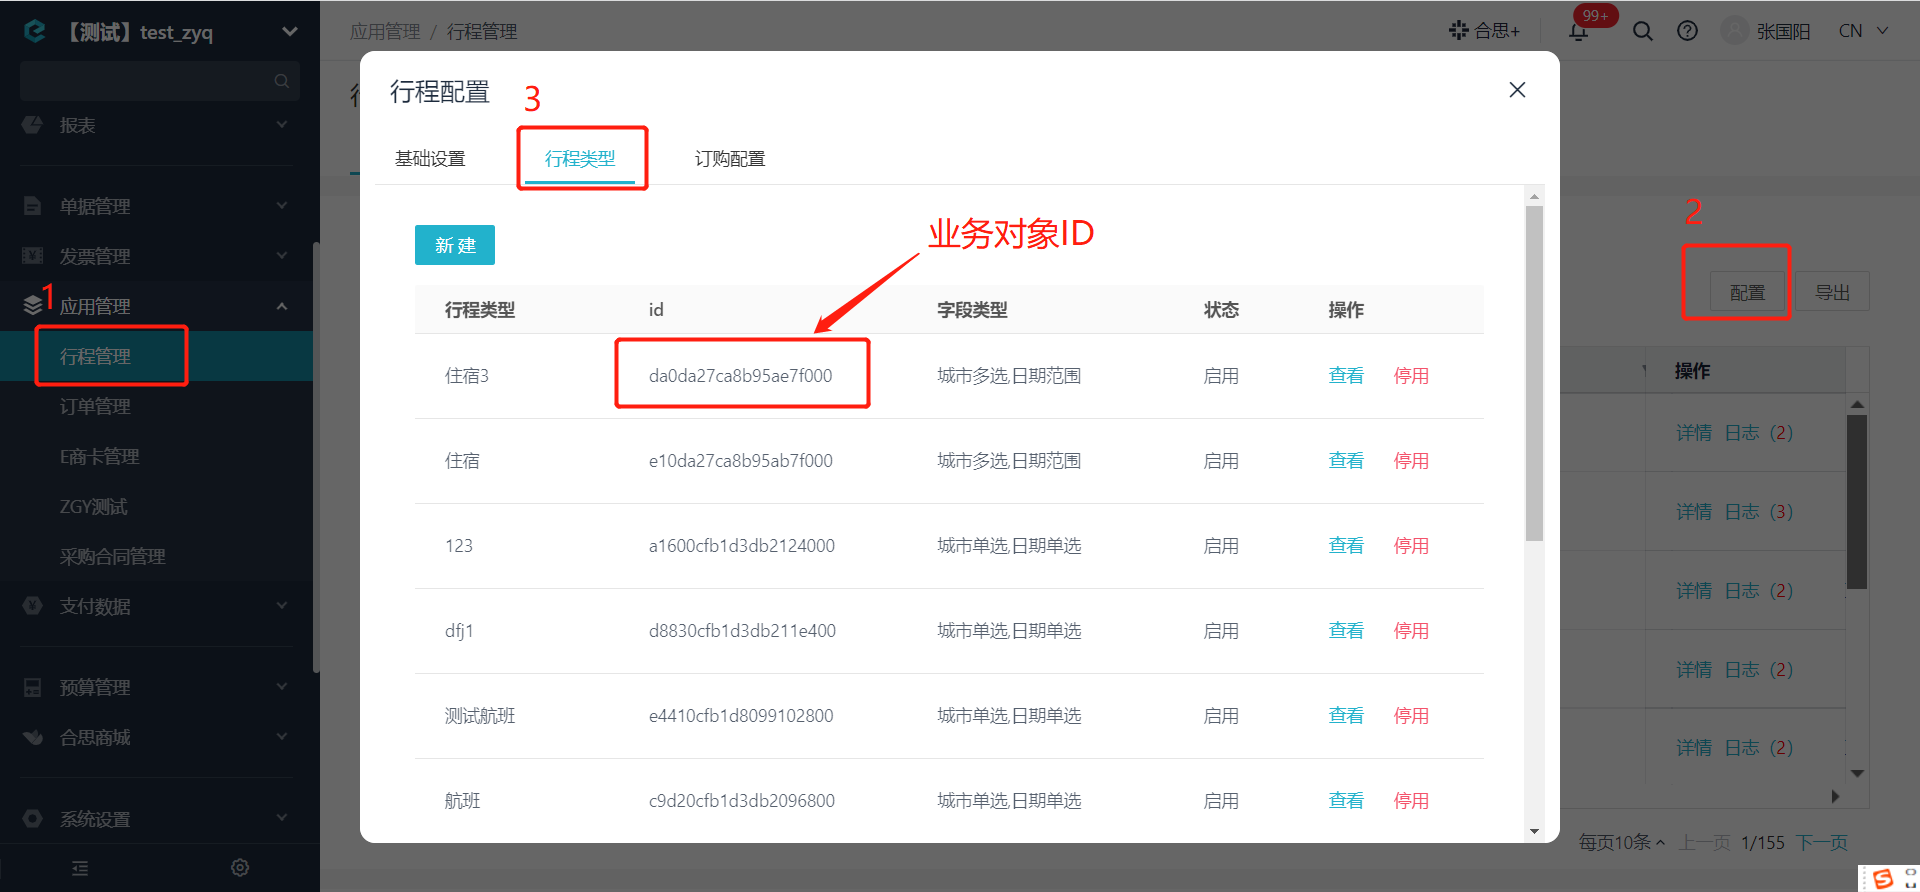 【测试】test_zyq
报表
单据管理
发票管理
1
应用管理
行程管理
订单管理
E商卡管理
ZGY测试
采购合同管理
支付数据
预算管理
合思商城
系统设置
应用管理 / 行程管理
合思+
99+
张国阳
CN
行程配置
3
基础设置
行程类型
订购配置
新 建
业务对象ID
行程类型 id 字段类型 状态 操作
住宿3 da0da27ca8b95ae7f000 城市多选,日期范围 启用 查看 停用
住宿 e10da27ca8b95ab7f000 城市多选,日期范围 启用 查看 停用
123 a1600cfb1d3db2124000 城市单选,日期单选 启用 查看 停用
dfj1 d8830cfb1d3db211e400 城市单选,日期单选 启用 查看 停用
测试航班 e4410cfb1d8099102800 城市单选,日期单选 启用 查看 停用
航班 c9d20cfb1d3db2096800 城市单选,日期单选 启用 查看 停用
2
配置
导出
操作
详情 日志 (2)
详情 日志 (3)
详情 日志 (2)
详情 日志 (2)
详情 日志 (2)
每页10条 上一页 1/155 下一页